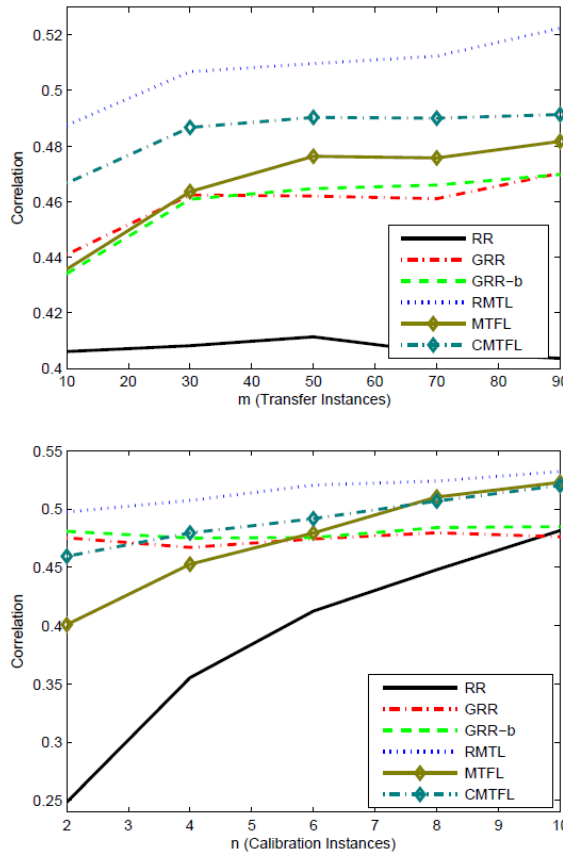 0.52
0.5
0.48
0.46
0.44
0.42
0.4
Correlation
10 20 30 40 50 60 70 80 90
m (Transfer Instances)
RR
GRR
GRR-b
RMTL
MTFL
CMTFL
0.55
0.5
0.45
0.4
0.35
0.3
0.25
Correlation
2 3 4 5 6 7 8 9 10
n (Calibration Instances)
RR
GRR
GRR-b
RMTL
MTFL
CMTFL